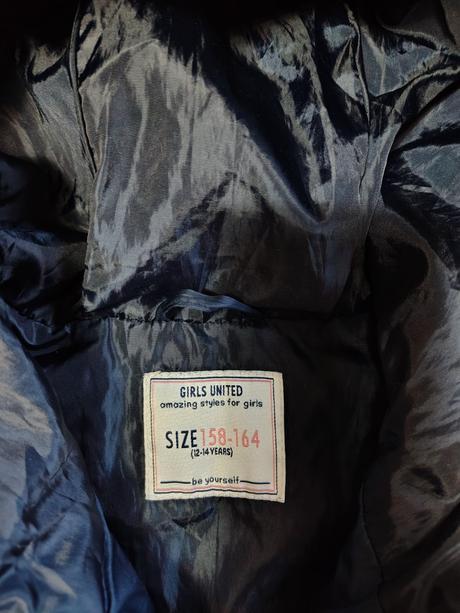 GIRLS UNITED
amazing styles for girls
SIZE 158-164
(12-14 YEARS)
be yourself